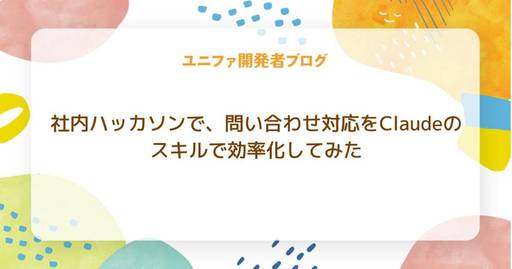 ユニファ開発者ブログ
社内ハッカソンで、問い合わせ対応をClaudeの
スキルで効率化してみた